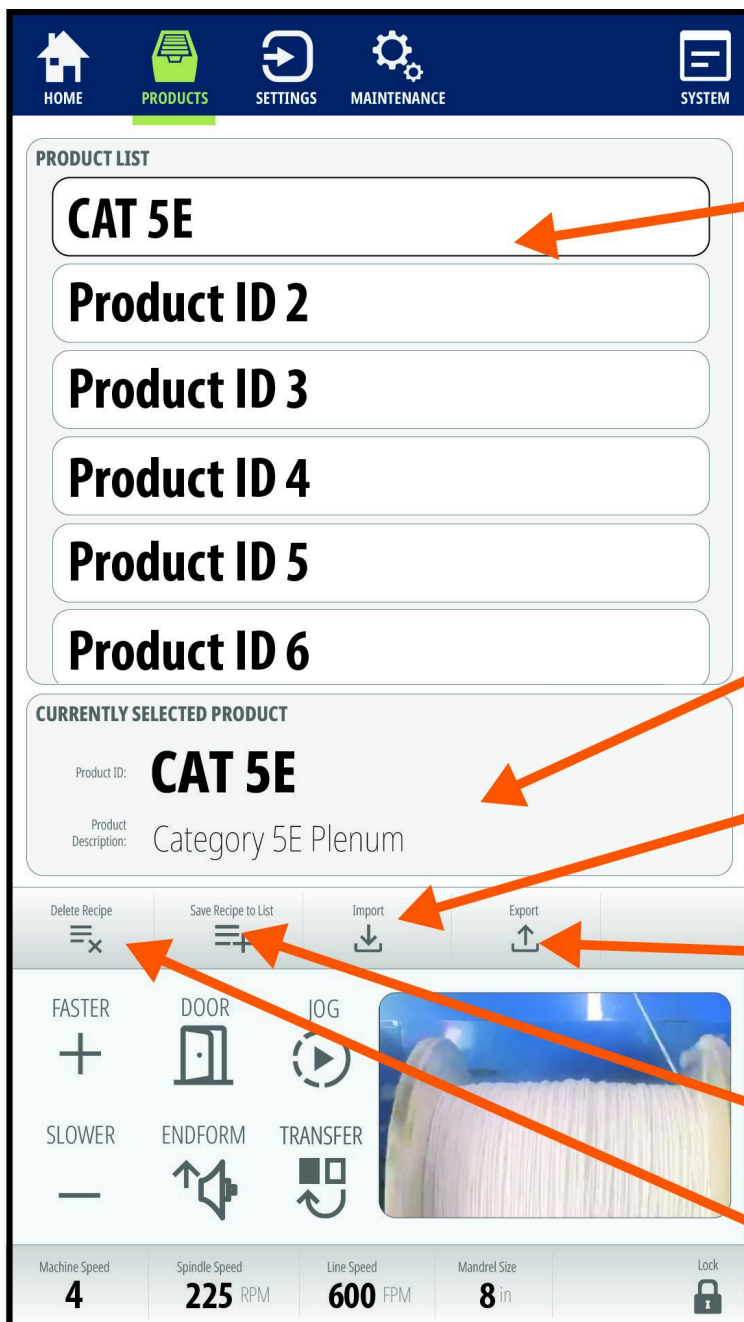 HOME PRODUCTS SETTINGS MAINTENANCE SYSTEM
PRODUCT LIST
CAT 5E
Product ID 2
Product ID 3
Product ID 4
Product ID 5
Product ID 6
CURRENTLY SELECTED PRODUCT
Product ID: CAT 5E
Product
Description: Category 5E Plenum
Delete Recipe Save Recipe to List Import Export
FASTER DOOR JOG
SLOWER ENDFORM TRANSFER
Machine Speed Spindle Speed Line Speed Mandrel Size Lock
4 225 RPM 600 FPM 8 in